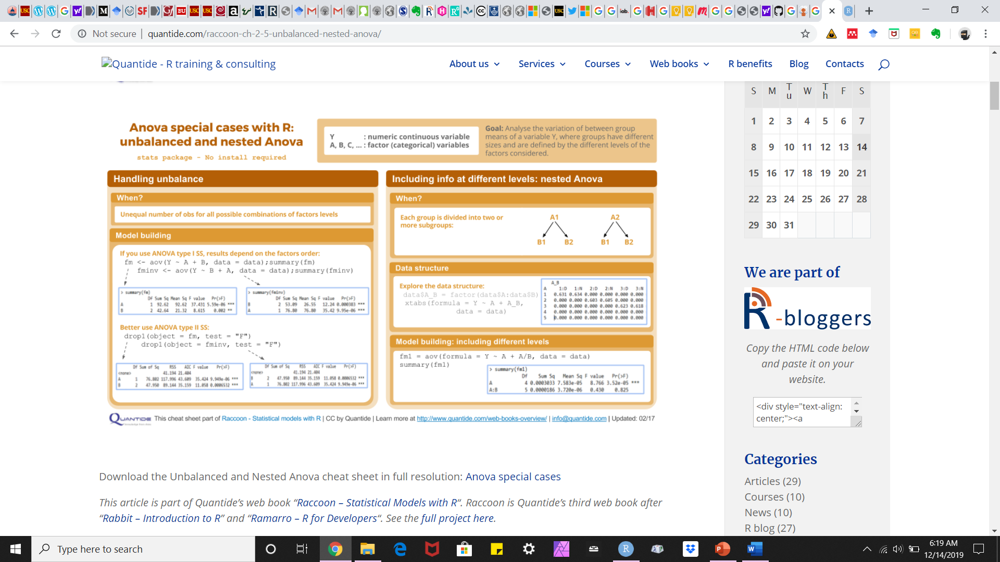 Not secure | quantide.com/raccoon-ch-2-5-unbalanced-nested-anova/
Quantide - R training & consulting
About us
Services
Courses
Web books
R benefits
Blog
Contacts
Anova special cases with R:
unbalanced and nested Anova
stats package - No install required
Y : numeric continuous variable
A, B, C, ... : factor (categorical) variables
Goal: Analyse the variation of between group
means of a variable Y, where groups have different
sizes and are defined by the different levels of the
factors considered.
Handling unbalance
When?
Unequal number of obs for all possible combinations of factors levels
Model building
If you use ANOVA type I SS, results depend on the factors order:
fm <- aov(Y ~ A + B, data = data);summary(fm)
fminv <- aov(Y ~ B + A, data = data);summary(fminv)
> summary(fm)
Df Sum Sq Mean Sq F value Pr(>F)
A 1 92.62 92.62 37.431 5.59e-06 ***
B 2 42.64 21.32 8.615 0.002 **
> summary(fminv)
Df Sum Sq Mean Sq F value Pr(>F)
B 2 53.09 26.55 12.24 0.000383 ***
A 1 76.80 76.80 35.42 9.95e-06 ***
Better use ANOVA type II SS:
drop1(object = fm, test = "F")
drop1(object = fminv, test = "F")
Df Sum of Sq RSS AIC F value Pr(>F)
<none> 41.194 21.404
A 1 76.802 117.996 43.609 35.424 9.949e-06 ***
B 2 47.950 89.144 35.159 11.058 0.0006532 ***
Df Sum of Sq RSS AIC F value Pr(>F)
<none> 41.194 21.404
B 2 47.950 89.144 35.159 11.058 0.0006532 ***
A 1 76.802 117.996 43.609 35.424 9.949e-06 ***
Including info at different levels: nested Anova
When?
Each group is divided into two or
more subgroups:
A1 A2
B1 B2 B1 B2
Data structure
Explore the data structure:
data$A_B = factor(data$A:data$B)
xtabs(formula = Y ~ A + A_B,
data = data)
A_B
A 1:D 1:N 2:D 2:N 3:D 3:N
1 0.631 0.634 0.000 0.000 0.000 0.000
2 0.000 0.000 0.603 0.605 0.000 0.000
3 0.000 0.000 0.000 0.000 0.623 0.618
4 0.000 0.000 0.000 0.000 0.000 0.000
5 0.000 0.000 0.000 0.000 0.000 0.000
Model building: including different levels
fm1 = aov(formula = Y ~ A + A/B, data = data)
summary(fm1)
> summary(fm1)
Df Sum Sq Mean Sq F value Pr(>F)
A 4 0.0003033 7.583e-05 8.766 3.52e-05 ***
A:B 5 0.0000186 3.720e-06 0.430 0.825
QUANTIDE This cheat sheet part of Raccoon - Statistical models with R | CC by Quantide | Learn more at http://www.quantide.com/web-books-overview/ | info@quantide.com | Updated: 02/17
Download the Unbalanced and Nested Anova cheat sheet in full resolution: Anova special cases
This article is part of Quantide's web book “Raccoon – Statistical Models with R“. Raccoon is Quantide's third web book after
“Rabbit – Introduction to R” and “Ramarro – R for Developers“. See the full project here.
S M Tu W Th F S
1 2 3 4 5 6 7
8 9 10 11 12 13 14
15 16 17 18 19 20 21
22 23 24 25 26 27 28
29 30 31
We are part of
R-bloggers
Copy the HTML code below
and paste it on your
website.
<div style="text-align:
center;"><a
Categories
Articles (29)
Courses (10)
News (10)
R blog (27)
Type here to search
6:19 AM
12/14/2019